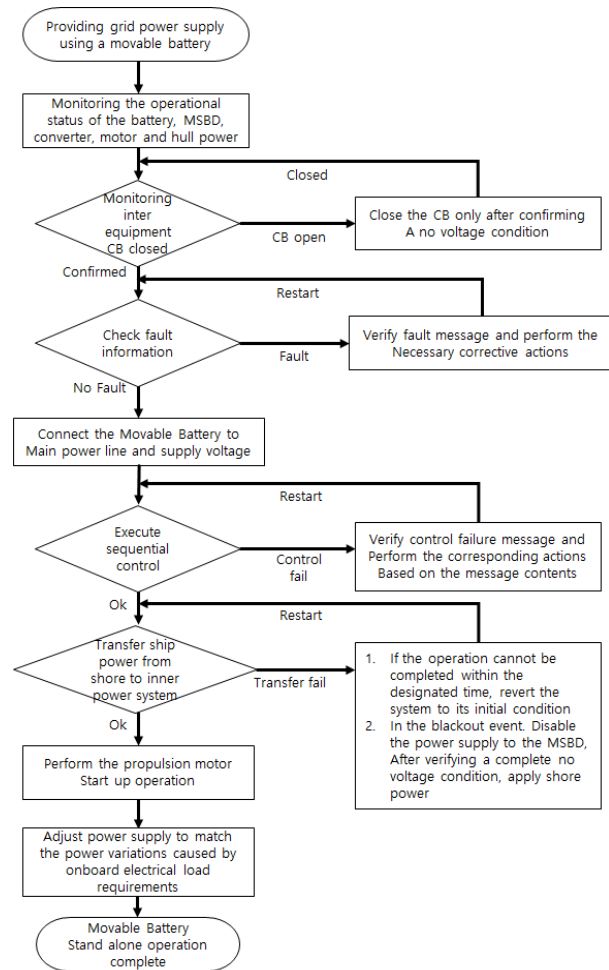 Providing grid power supply
using a movable battery
Monitoring the operational
status of the battery, MSBD,
converter, motor and hull power
Closed
Monitoring
inter
equipment
CB closed
CB open
Close the CB only after confirming
A no voltage condition
Confirmed
Restart
Check fault
information
Fault
Verify fault message and perform the
Necessary corrective actions
No Fault
Connect the Movable Battery to
Main power line and supply voltage
Restart
Execute
sequential
control
Control
fail
Verify control failure message and
Perform the corresponding actions
Based on the message contents
Ok
Restart
Transfer ship
power from
shore to inner
power system
Transfer fail
1. If the operation cannot be
completed within the
designated time, revert the
system to its initial condition
2. In the blackout event. Disable
the power supply to the MSBD,
After verifying a complete no
voltage condition, apply shore
power
Ok
Perform the propulsion motor
Start up operation
Adjust power supply to match
the power variations caused by
onboard electrical load
requirements
Movable Battery
Stand alone operation
complete